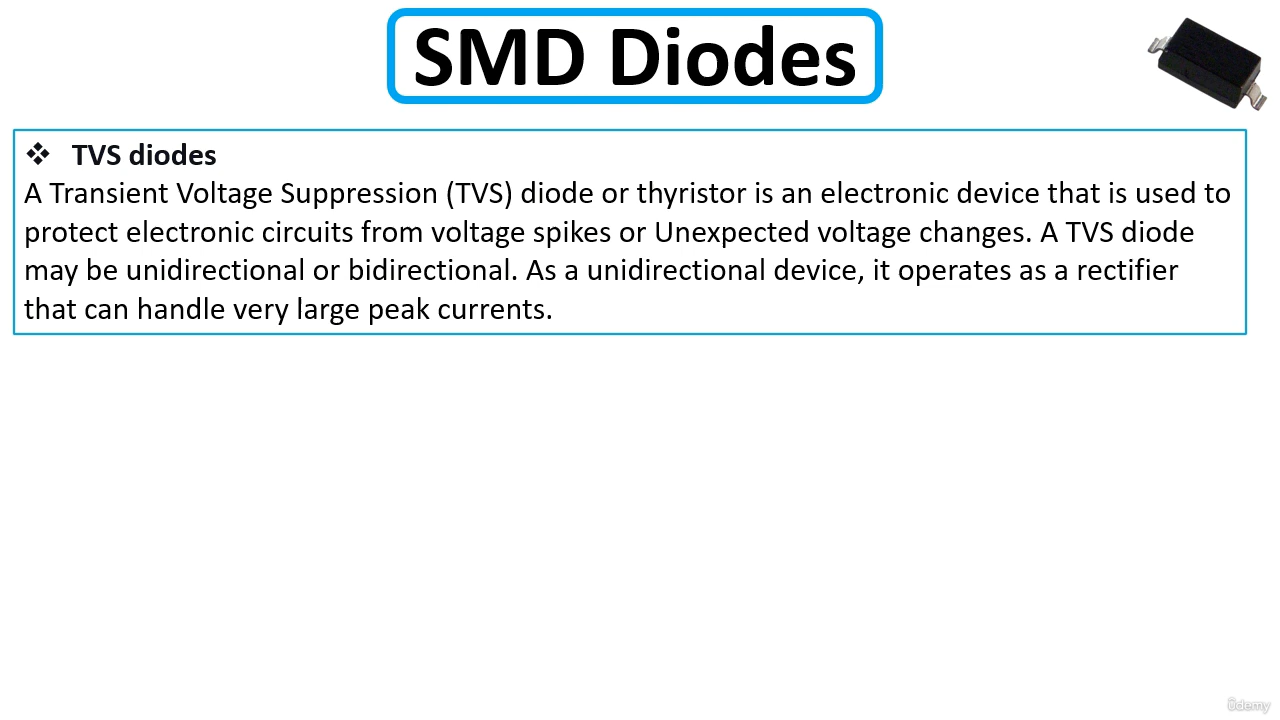 SMD Diodes
❖ TVS diodes
A Transient Voltage Suppression (TVS) diode or thyristor is an electronic device that is used to
protect electronic circuits from voltage spikes or Unexpected voltage changes. A TVS diode
may be unidirectional or bidirectional. As a unidirectional device, it operates as a rectifier
that can handle very large peak currents.
ûdemy